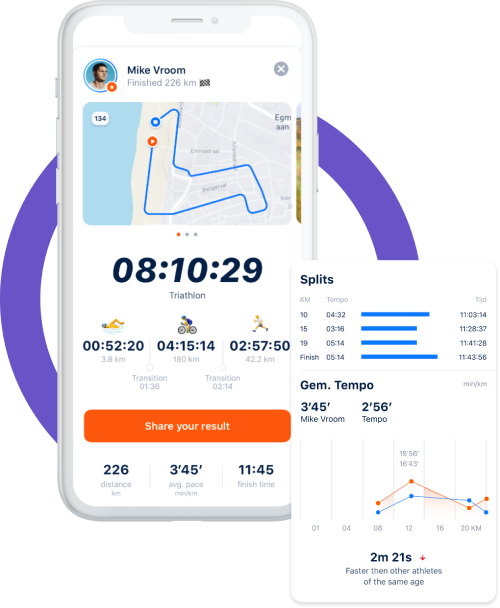 Mike Vroom
Finished 226 km
134
Egm
aan
Emmastraat
08:10:29
Triathlon
00:52:20 04:15:14 02:57:50
3.8 km 180 km 42.2 km
Transition Transition
01:36 02:14
Share your result
226 3'45' 11:45
distance avg. pace finish time
km min/km
Splits
KM Tempo Tijd
10 04:32 11:03:14
15 03:16 11:28:37
19 05:14 11:41:28
Finish 05:14 11:43:56
Gem. Tempo min/km
3'45' 2'56'
Mike Vroom Tempo
18'56'
16'43'
01 04 08 12 16 20 KM
2m 21s
Faster then other athletes
of the same age